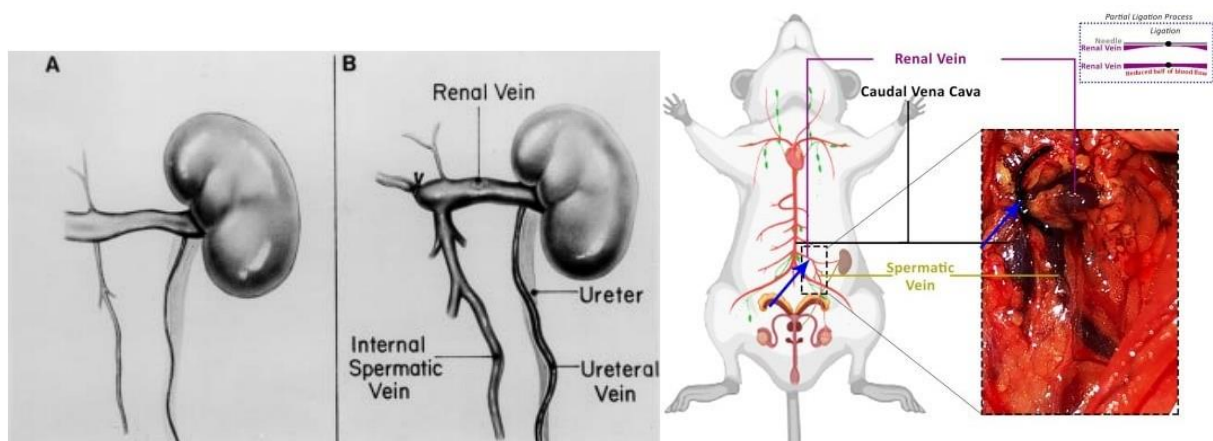 A
B
Renal Vein
Ureter
Internal
Spermatic
Vein
Ureteral Vein
Partial Ligation Process
Ligation
Needle
Renal Vein
Renal Vein
Reduced half of blood flow
Renal Vein
Caudal Vena Cava
Spermatic
Vein